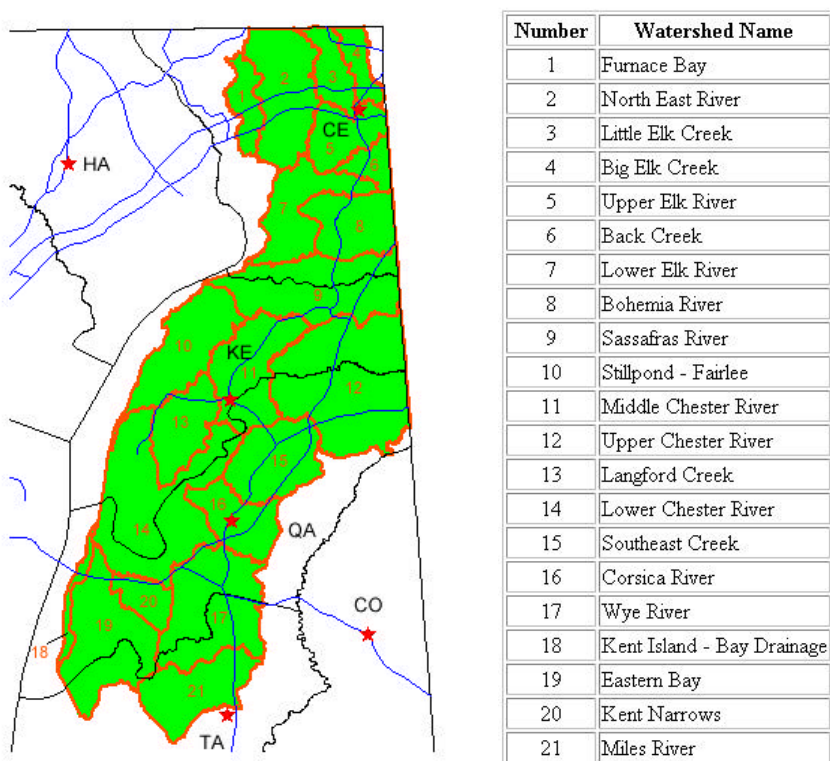 4
1
2
3
CE
5
HA
6
7
8
9
10
KE
11
12
13
15
16
14
QA
20
CO
19
17
18
21
TA
Number Watershed Name
1 Furnace Bay
2 North East River
3 Little Elk Creek
4 Big Elk Creek
5 Upper Elk River
6 Back Creek
7 Lower Elk River
8 Bohemia River
9 Sassafras River
10 Stillpond - Fairlee
11 Middle Chester River
12 Upper Chester River
13 Langford Creek
14 Lower Chester River
15 Southeast Creek
16 Corsica River
17 Wye River
18 Kent Island - Bay Drainage
19 Eastern Bay
20 Kent Narrows
21 Miles River